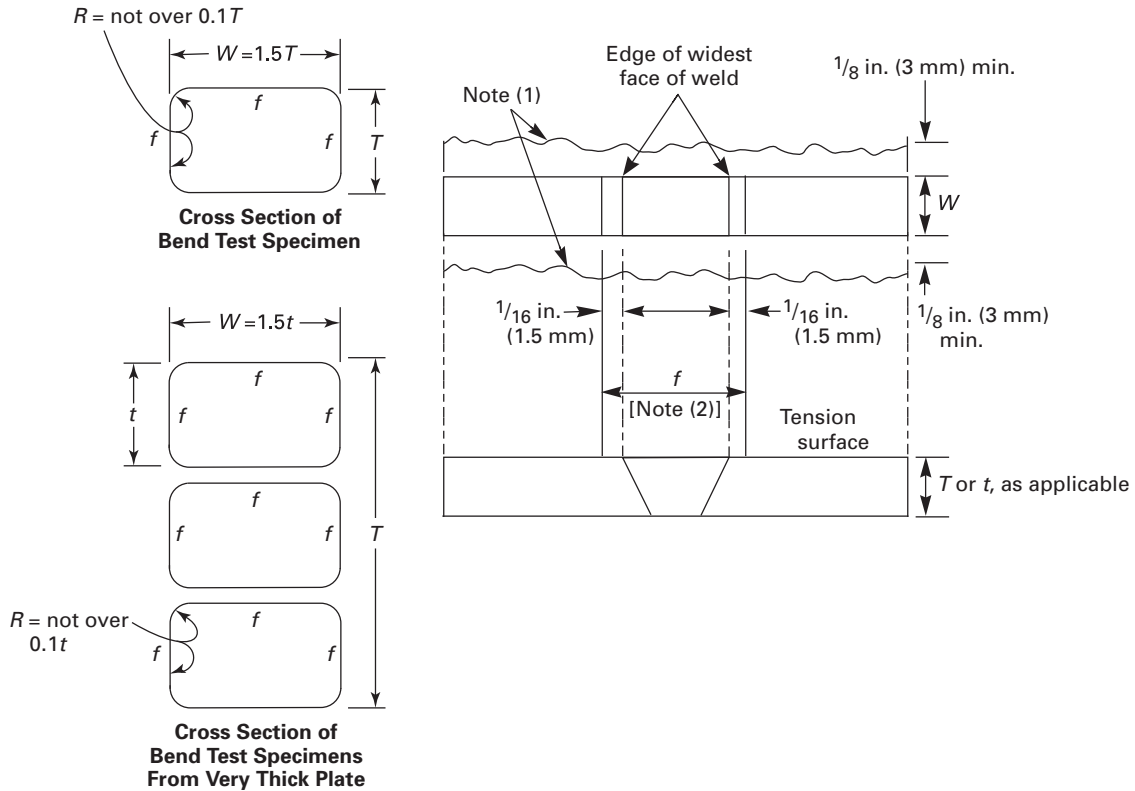 R = not over 0.1T
W = 1.5T
f
f
f
T
Cross Section of
Bend Test Specimen
W = 1.5t
f
t
f
f
f
f
f
T
R = not over
0.1t
f
f
f
Cross Section of
Bend Test Specimens
From Very Thick Plate
Edge of widest
face of weld
1/8 in. (3 mm) min.
Note (1)
W
1/16 in.
(1.5 mm)
1/16 in.
(1.5 mm)
1/8 in. (3 mm)
min.
f
[Note (2)]
Tension
surface
T or t, as applicable